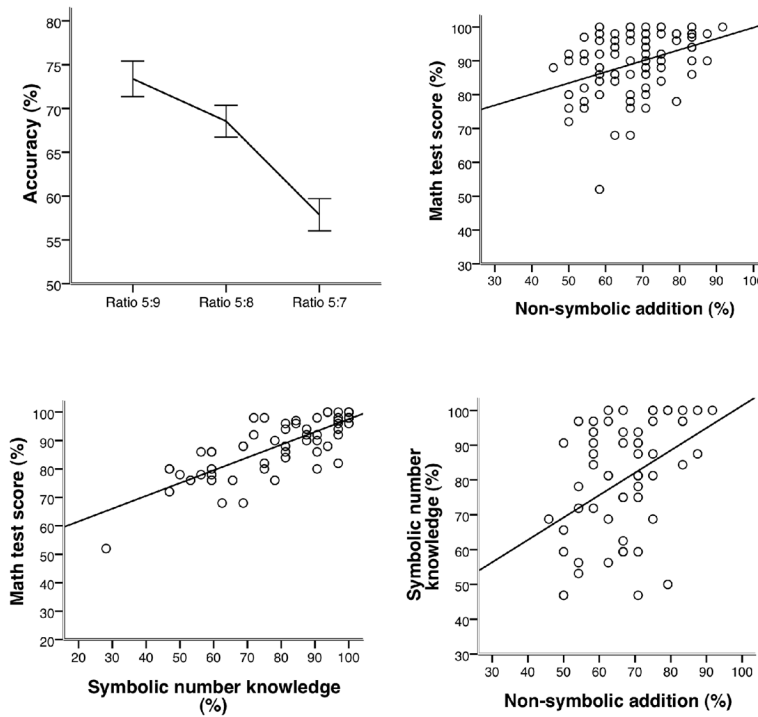 Accuracy (%)
80
75
70
65
60
55
50
Ratio 5:9 Ratio 5:8 Ratio 5:7
Math test score (%)
100
90
80
70
60
50
40
30
30 40 50 60 70 80 90 100
Non-symbolic addition (%)
Math test score (%)
100
90
80
70
60
50
40
30
20
20 30 40 50 60 70 80 90 100
Symbolic number knowledge
(%)
Symbolic number
knowledge (%)
100
90
80
70
60
50
40
30
30 40 50 60 70 80 90 100
Non-symbolic addition (%)